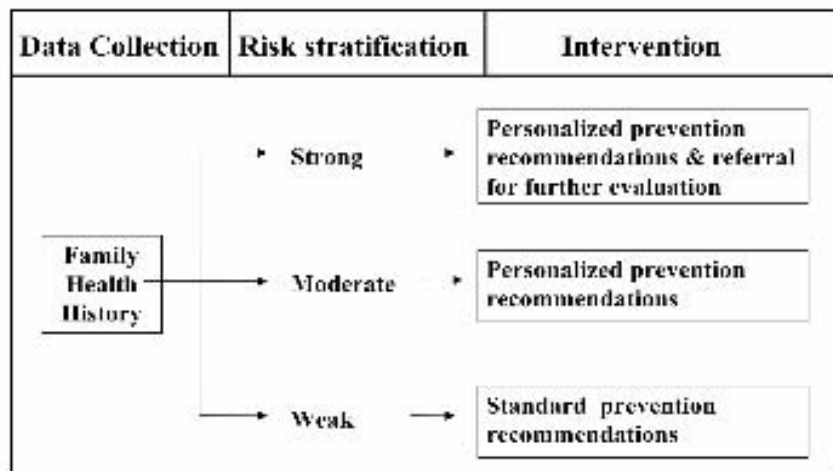 Data Collection Risk stratification Intervention
Strong
Personalized prevention
recommendations & referral
for further evaluation
Family
Health
History
Moderate
Personalized prevention
recommendations
Weak
Standard prevention
recommendations